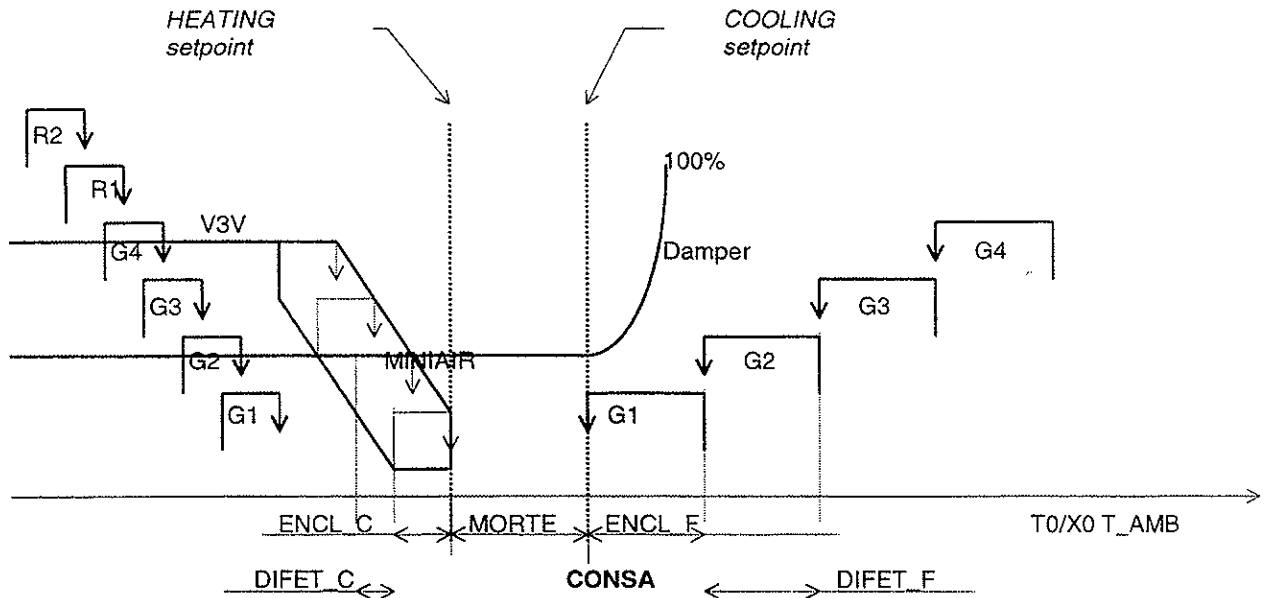 HEATING
setpoint
COOLING
setpoint
R2
R1
V3V
G4
G3
G2
G1
MINIAIR
100%
Damper
G1
G2
G3
G4
ENCL_C
MORTE
ENCL_F
T0/X0 T_AMB
DIFET_C
CONSA
DIFET_F